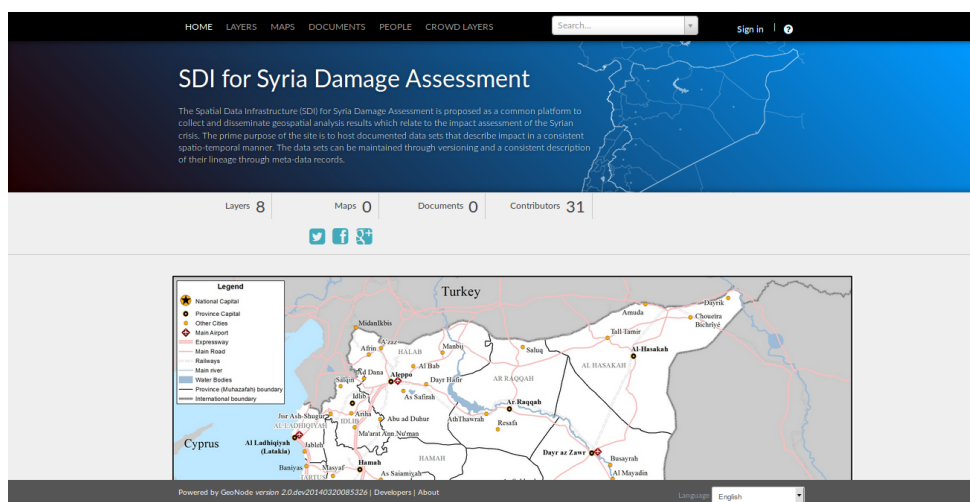 HOME LAYERS MAPS DOCUMENTS PEOPLE CROWD LAYERS Search... Sign in ?
SDI for Syria Damage Assessment
The Spatial Data Infrastructure (SDI) for Syria Damage Assessment is proposed as a common platform to
collect and disseminate geospatial analysis results which relate to the impact assessment of the Syrian
crisis. The prime purpose of the site is to host documented data sets that describe impact in a consistent
spatio-temporal manner. The data sets can be maintained through versioning and a consistent description
of their lineage through meta-data records.
Layers 8 Maps 0 Documents 0 Contributors 31
Legend
National Capital
Province Capital
Other Cities
Main Airport
Expressway
Main Road
Railways
Main river
Water Bodies
Province (Muhazafah) boundary
International boundary
Turkey
Dayrik
Amuda
Choueira
Bichriyé
Midanlkbis
Tall Tamir
A'zaz
Afrin
HALAB
Manbij
Saluq
Al-Hasakah
Al Bab
AL HASAKAH
Ad Dana
Aleppo
Dayr Hafir
AR RAQQAH
Salqin
As Safirah
Idlib
Ar Raqqah
Jisr Ash-Shugur
Ariha
Abu ad Duhur
AthThawrah
AL LADHIQIYAH
IDLIB
Resafa
Ma'arat Ann Nu'man
Cyprus
Al Ladhiqiyah
(Latakia)
Jableh
HAMAH
Dayr az Zawr
Busayrah
Baniyas
Masyaf
Hamah
As Salamiyah
Al Mayadin
TARTUS
Powered by GeoNode version 2.0.dev20140320085326 | Developers | About
Language English